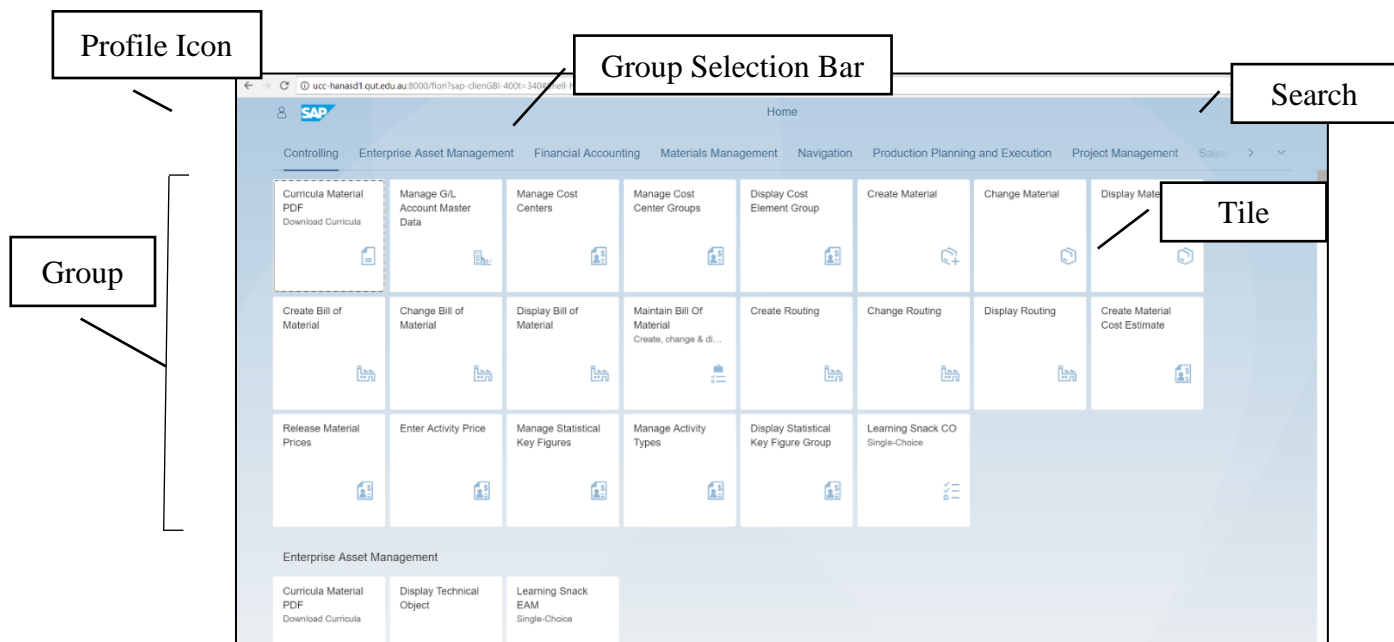 Profile Icon
Group Selection Bar
Search
ucc-hanasd1.qut.edu.au:8000/fiori?sap-clienGBI-400t=340#
SAP
Home
Controlling Enterprise Asset Management Financial Accounting Materials Management Navigation Production Planning and Execution Project Management Sales
Group
Tile
Curricula Material
PDF
Download Curricula
Manage G/L
Account Master
Data
Manage Cost
Centers
Manage Cost
Center Groups
Display Cost
Element Group
Create Material
Change Material
Display Mate
Create Bill of
Material
Change Bill of
Material
Display Bill of
Material
Maintain Bill Of
Material
Create, change & di...
Create Routing
Change Routing
Display Routing
Create Material
Cost Estimate
Release Material
Prices
Enter Activity Price
Manage Statistical
Key Figures
Manage Activity
Types
Display Statistical
Key Figure Group
Learning Snack CO
Single-Choice
Enterprise Asset Management
Curricula Material
PDF
Download Curricula
Display Technical
Object
Learning Snack
EAM
Single-Choice